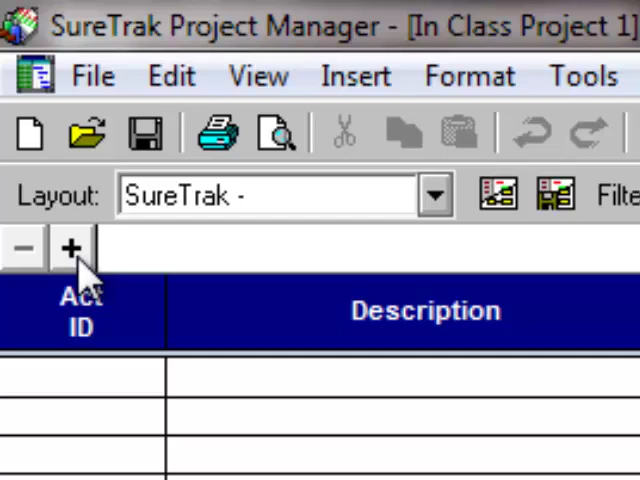 SureTrak Project Manager - [In Class Project 1]
File Edit View Insert Format Tools
Layout: SureTrak - Filte
− +
Act Description
ID